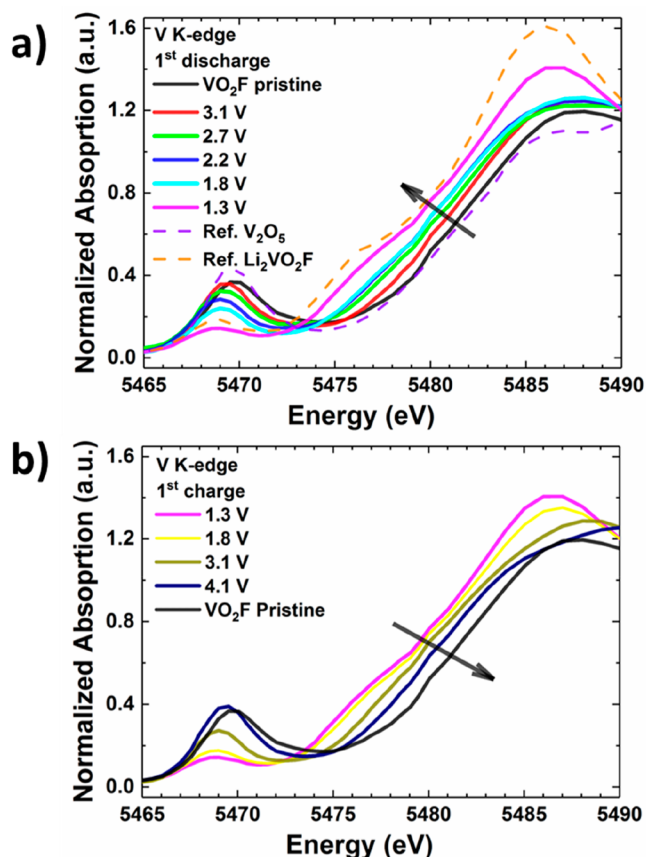 a)
V K-edge
1st discharge
VO2F pristine
3.1 V
2.7 V
2.2 V
1.8 V
1.3 V
Ref. V2O5
Ref. Li2VO2F
Normalized Absoprtion (a.u.)
1.6
1.2
0.8
0.4
0.0
5465 5470 5475 5480 5485 5490
Energy (eV)
b)
V K-edge
1st charge
1.3 V
1.8 V
3.1 V
4.1 V
VO2F Pristine
Normalized Absoprtion (a.u.)
1.6
1.2
0.8
0.4
0.0
5465 5470 5475 5480 5485 5490
Energy (eV)